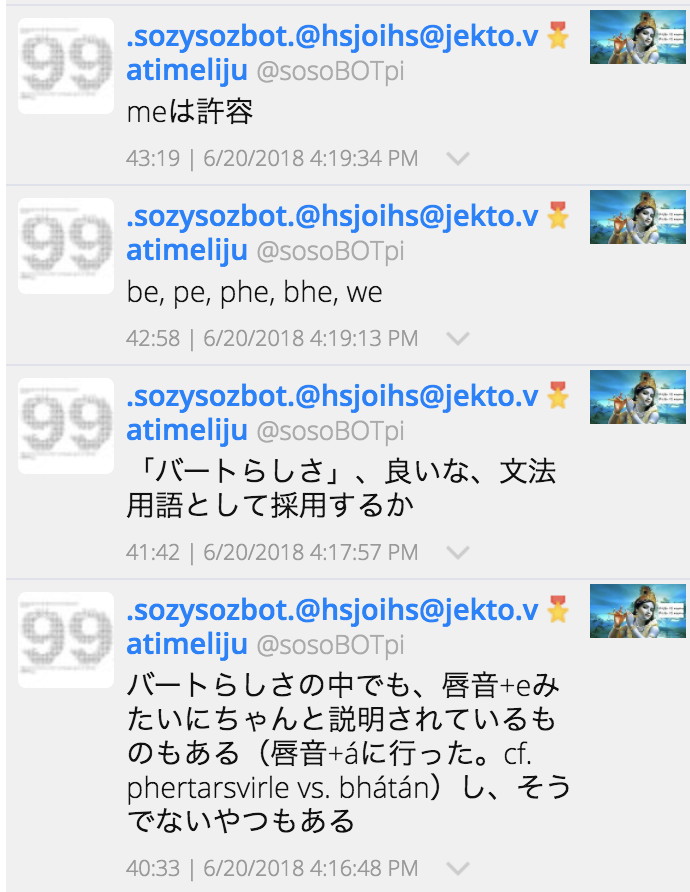 .sozysozbot.@hsjoihs@jekto.v
atimeliju @sosoBOTpi
meは許容
43:19 | 6/20/2018 4:19:34 PM
.sozysozbot.@hsjoihs@jekto.v
atimeliju @sosoBOTpi
be, pe, phe, bhe, we
42:58 | 6/20/2018 4:19:13 PM
.sozysozbot.@hsjoihs@jekto.v
atimeliju @sosoBOTpi
「バートらしさ」、良いな、文法
用語として採用するか
41:42 | 6/20/2018 4:17:57 PM
.sozysozbot.@hsjoihs@jekto.v
atimeliju @sosoBOTpi
バートらしさの中でも、唇音+eみ
たいにちゃんと説明されているも
のもある（唇音+áに行った。cf.
phertarsvirle vs. bhátán）し、そう
でないやつもある
40:33 | 6/20/2018 4:16:48 PM